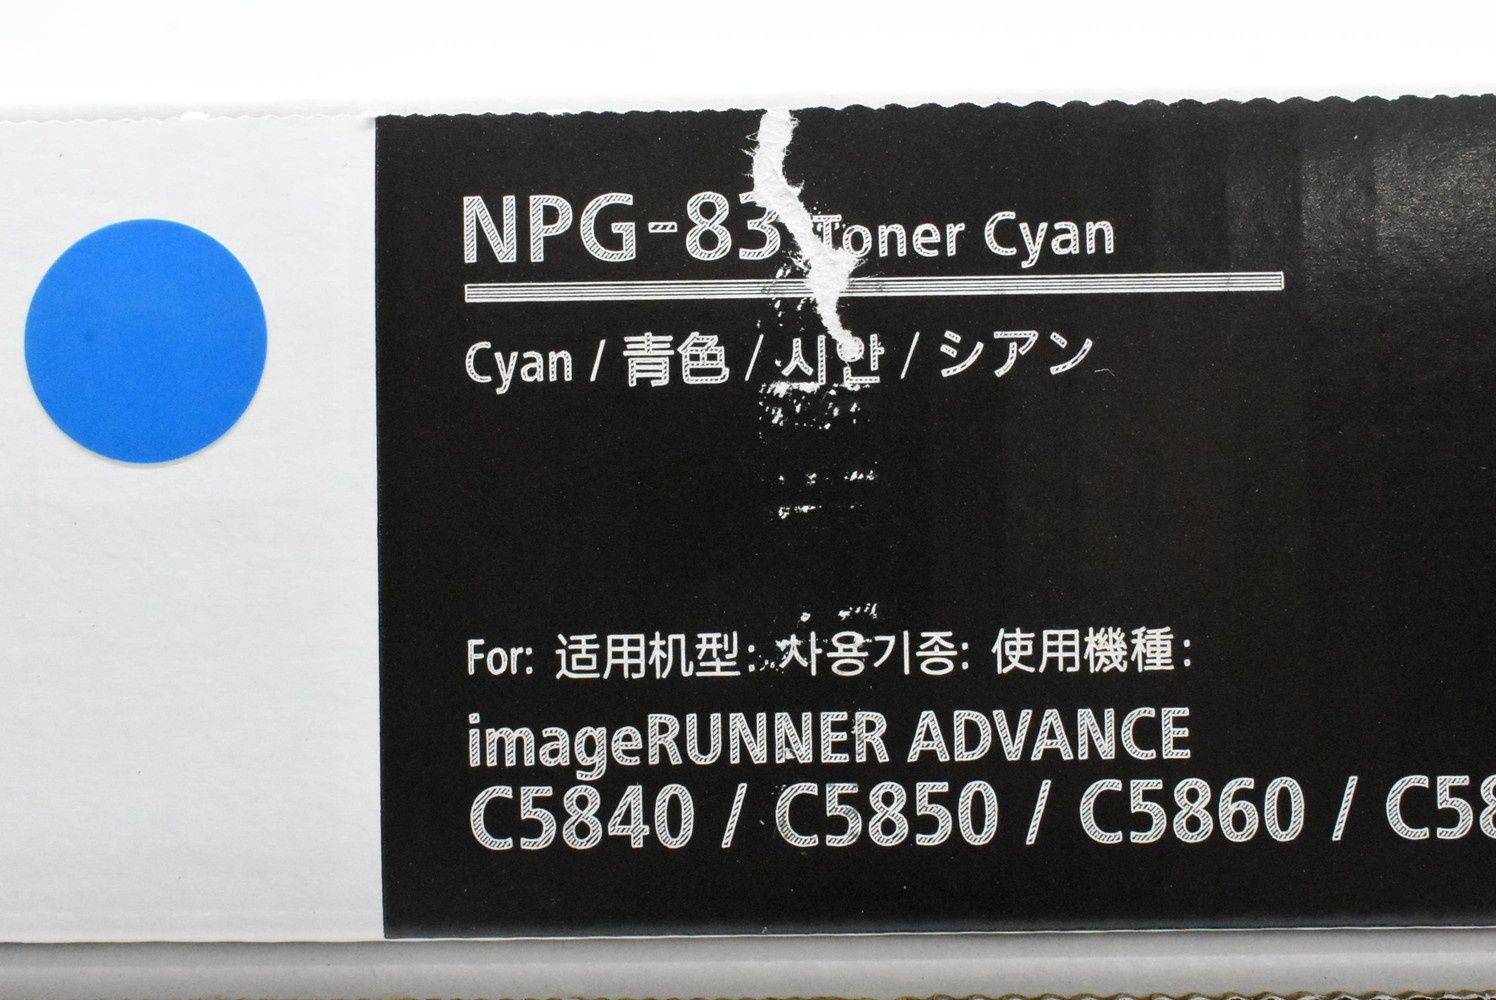 NPG-83 Toner Cyan
Cyan / 青色 / 시안 / シアン
For: 适用机型: 사용기종: 使用機種:
imageRUNNER ADVANCE
C5840 / C5850 / C5860 / C58